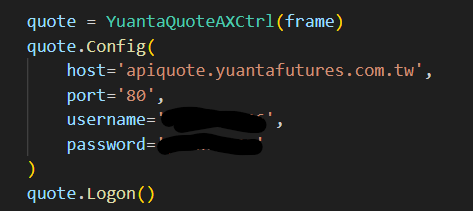 quote = YuantaQuoteAXCtrl(frame)
quote.Config(
host='apiquote.yuantafutures.com.tw',
port='80',
username='
password='
)
quote.Logon()